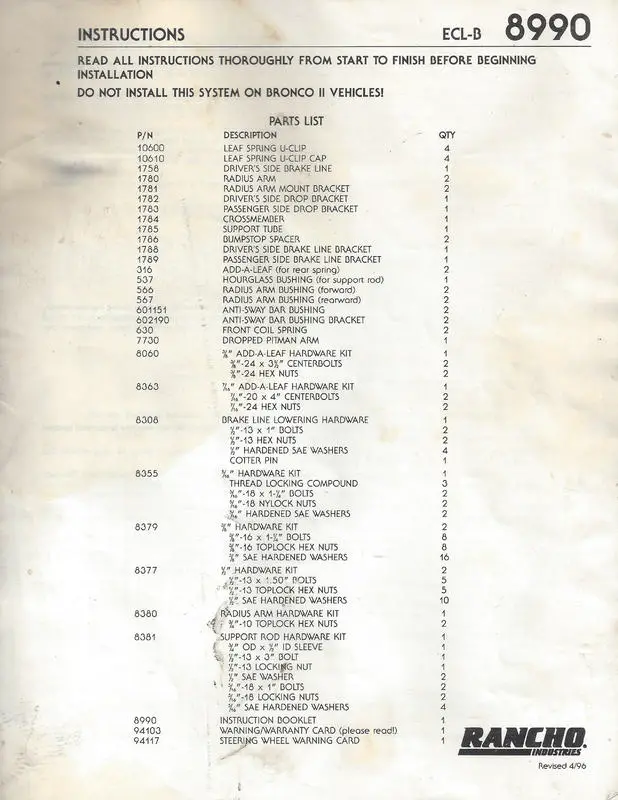 INSTRUCTIONS ECL-B 8990
READ ALL INSTRUCTIONS THOROUGHLY FROM START TO FINISH BEFORE BEGINNING
INSTALLATION
DO NOT INSTALL THIS SYSTEM ON BRONCO II VEHICLES!
PARTS LIST
P/N DESCRIPTION QTY
10600 LEAF SPRING U-CLIP 4
10610 LEAF SPRING U-CLIP CAP 4
1758 DRIVER'S SIDE BRAKE LINE 1
1780 RADIUS ARM 2
1781 RADIUS ARM MOUNT BRACKET 2
1782 DRIVER'S SIDE DROP BRACKET 1
1783 PASSENGER SIDE DROP BRACKET 1
1784 CROSSMEMBER 1
1785 SUPPORT TUBE 1
1786 BUMPSTOP SPACER 2
1788 DRIVER'S SIDE BRAKE LINE BRACKET 1
1789 PASSENGER SIDE BRAKE LINE BRACKET 1
316 ADD-A-LEAF (for rear spring) 2
537 HOURGLASS BUSHING (for support rod) 1
566 RADIUS ARM BUSHING (forward) 2
567 RADIUS ARM BUSHING (rearward) 2
601151 ANTI-SWAY BAR BUSHING 2
602190 ANTI-SWAY BAR BUSHING BRACKET 2
630 FRONT COIL SPRING 2
7730 DROPPED PITMAN ARM 1
8060 ⅜" ADD-A-LEAF HARDWARE KIT 1
⅜"-24 x 3½" CENTERBOLTS 2
⅜"-24 HEX NUTS 2
8363 7⁄16" ADD-A-LEAF HARDWARE KIT 1
7⁄16"-20 x 4" CENTERBOLTS 2
7⁄16"-24 HEX NUTS 2
8308 BRAKE LINE LOWERING HARDWARE 1
½"-13 x 1" BOLTS 2
½"-13 HEX NUTS 2
½" HARDENED SAE WASHERS 4
COTTER PIN 1
8355 5⁄16" HARDWARE KIT 1
THREAD LOCKING COMPOUND 3
5⁄16"-18 x 1-¼" BOLTS 2
5⁄16"-18 NYLOCK NUTS 2
5⁄16" HARDENED SAE WASHERS 2
8379 ⅜" HARDWARE KIT 2
⅜"-16 x 1-¼" BOLTS 8
⅜"-16 TOPLOCK HEX NUTS 8
⅜" SAE HARDENED WASHERS 16
8377 ½" HARDWARE KIT 2
½"-13 x 1.50" BOLTS 5
½"-13 TOPLOCK HEX NUTS 5
½" SAE HARDENED WASHERS 10
8380 RADIUS ARM HARDWARE KIT 1
¾"-10 TOPLOCK HEX NUTS 2
8381 SUPPORT ROD HARDWARE KIT 1
¾" OD x ½" ID SLEEVE 1
½"-13 x 3" BOLT 1
½"-13 LOCKING NUT 1
½" SAE WASHER 2
5⁄16"-18 x 1" BOLTS 2
5⁄16"-18 LOCKING NUTS 2
5⁄16" SAE HARDENED WASHERS 4
8990 INSTRUCTION BOOKLET 1
94103 WARNING/WARRANTY CARD (please read!) 1
94117 STEERING WHEEL WARNING CARD 1
RANCHO.
INDUSTRIES
Revised 4/96